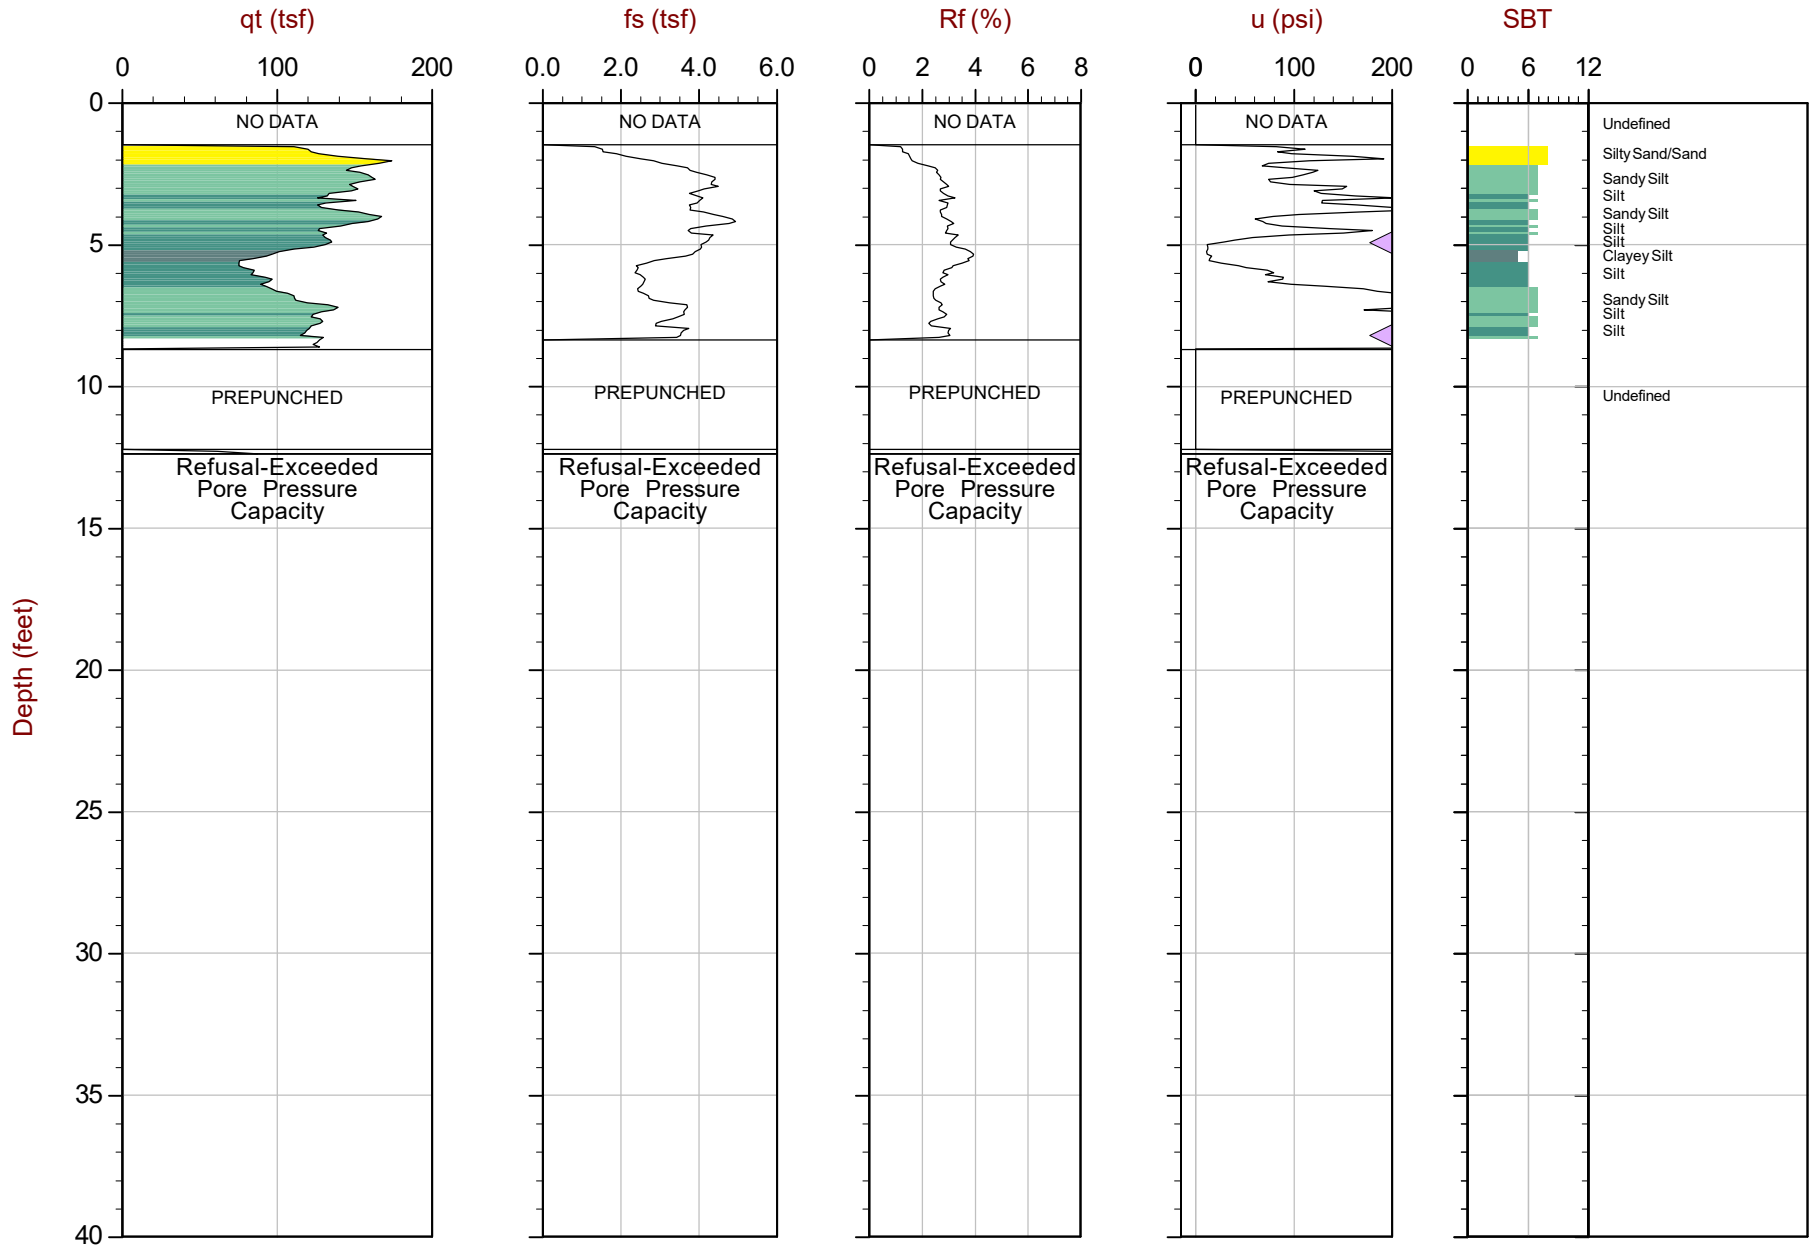 qt (tsf) fs (tsf) Rf (%) u (psi) SBT
0 100 200 0.0 2.0 4.0 6.0 0 2 4 6 8 0 100 200 0 6 12
0
NO DATA NO DATA NO DATA NO DATA Undefined
Silty Sand/Sand
Sandy Silt
Silt
Sandy Silt
Silt
5 Silt
Clayey Silt
Silt
Sandy Silt
Silt
Silt
10
PREPUNCHED PREPUNCHED PREPUNCHED PREPUNCHED Undefined
Refusal-Exceeded Refusal-Exceeded Refusal-Exceeded Refusal-Exceeded
Pore Pressure Pore Pressure Pore Pressure Pore Pressure
Capacity Capacity Capacity Capacity
15
20
Depth (feet)
25
30
35
40